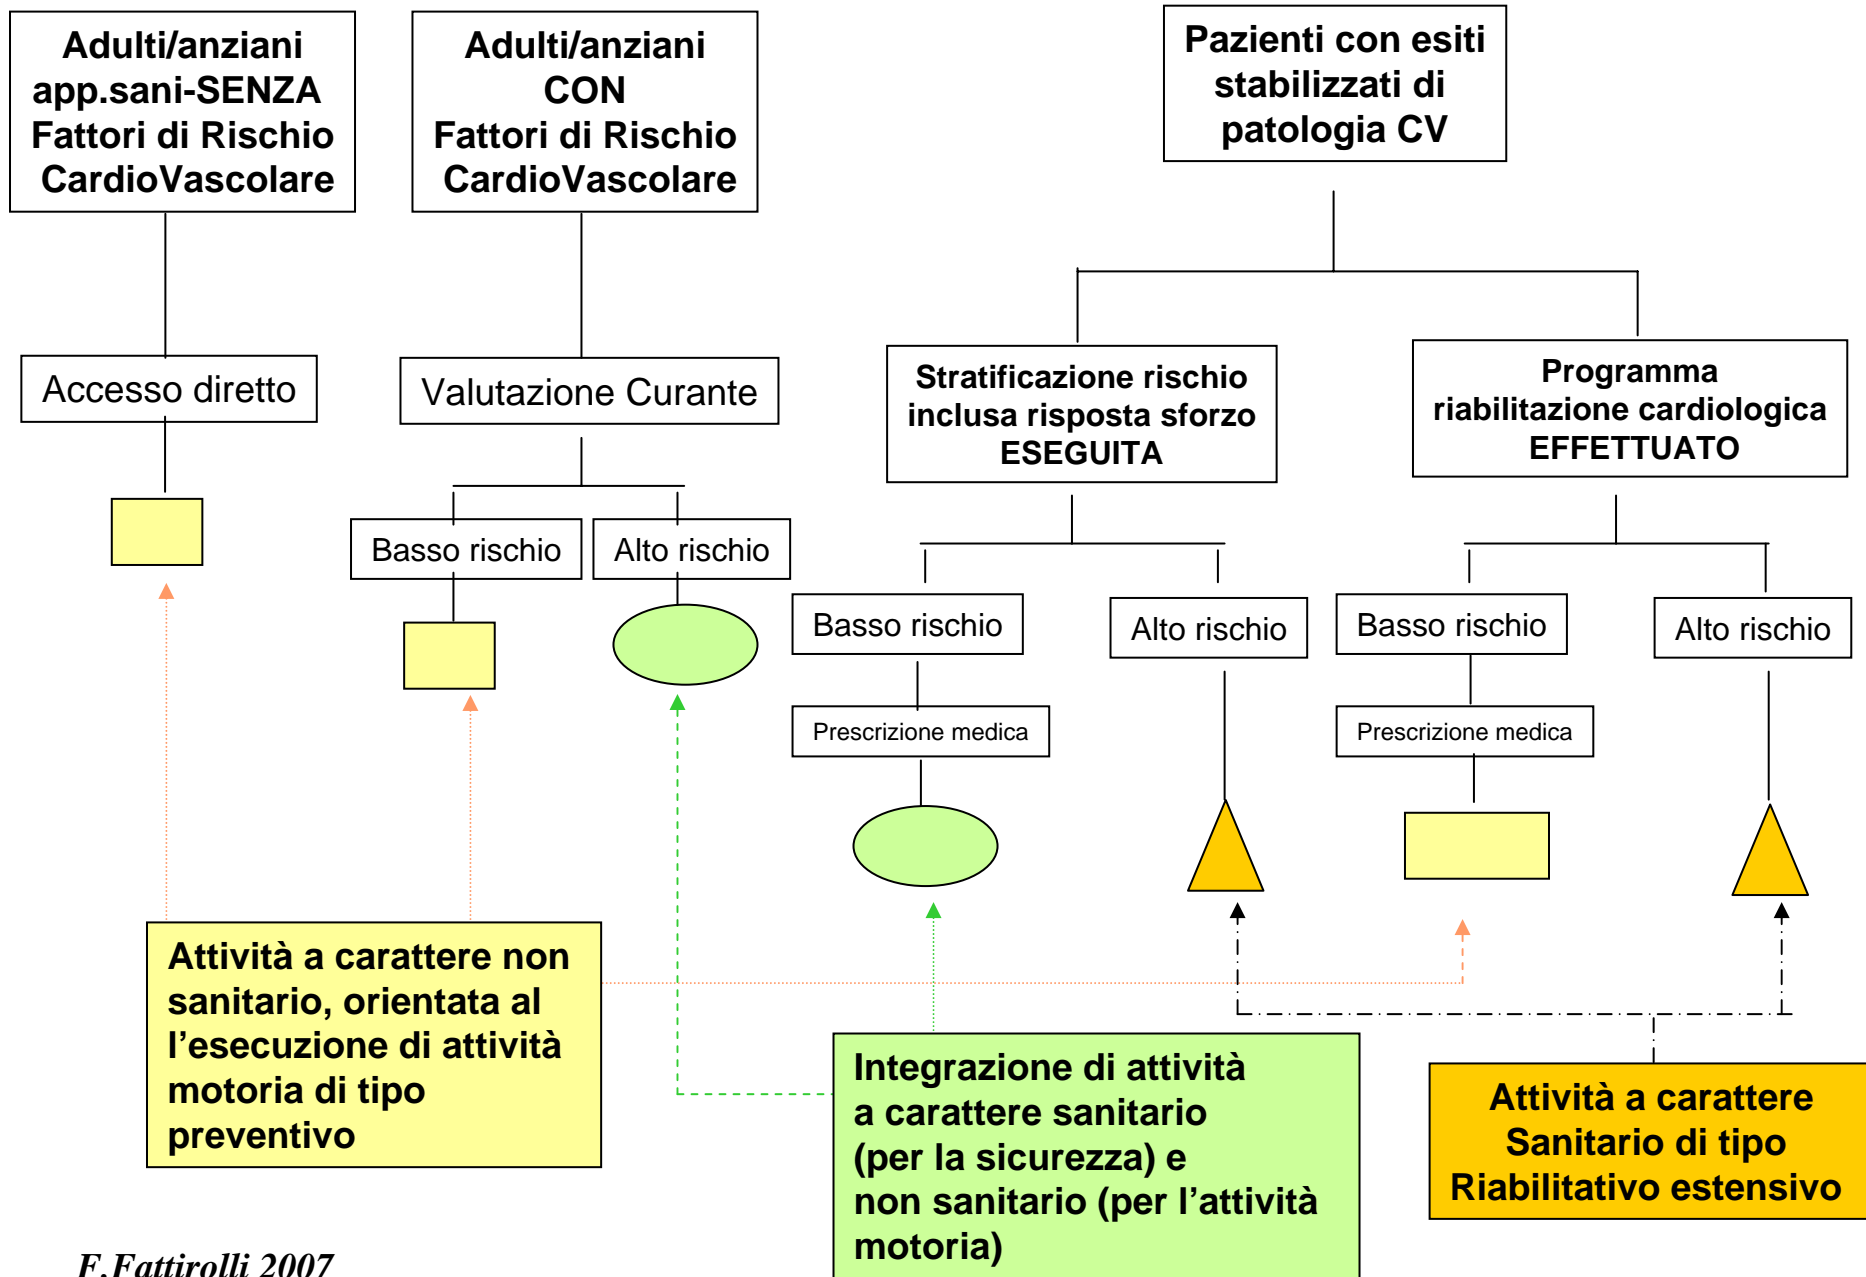 Adulti/anziani
app.sani-SENZA
Fattori di Rischio
CardioVascolare
Adulti/anziani
CON
Fattori di Rischio
CardioVascolare
Pazienti con esiti
stabilizzati di
patologia CV
Accesso diretto
Valutazione Curante
Stratificazione rischio
inclusa risposta sforzo
ESEGUITA
Programma
riabilitazione cardiologica
EFFETTUATO
Basso rischio
Alto rischio
Basso rischio
Alto rischio
Basso rischio
Alto rischio
Prescrizione medica
Prescrizione medica
Attività a carattere non
sanitario, orientata al
l’esecuzione di attività
motoria di tipo
preventivo
Integrazione di attività
a carattere sanitario
(per la sicurezza) e
non sanitario (per l’attività
motoria)
Attività a carattere
Sanitario di tipo
Riabilitativo estensivo
F.Fattirolli 2007